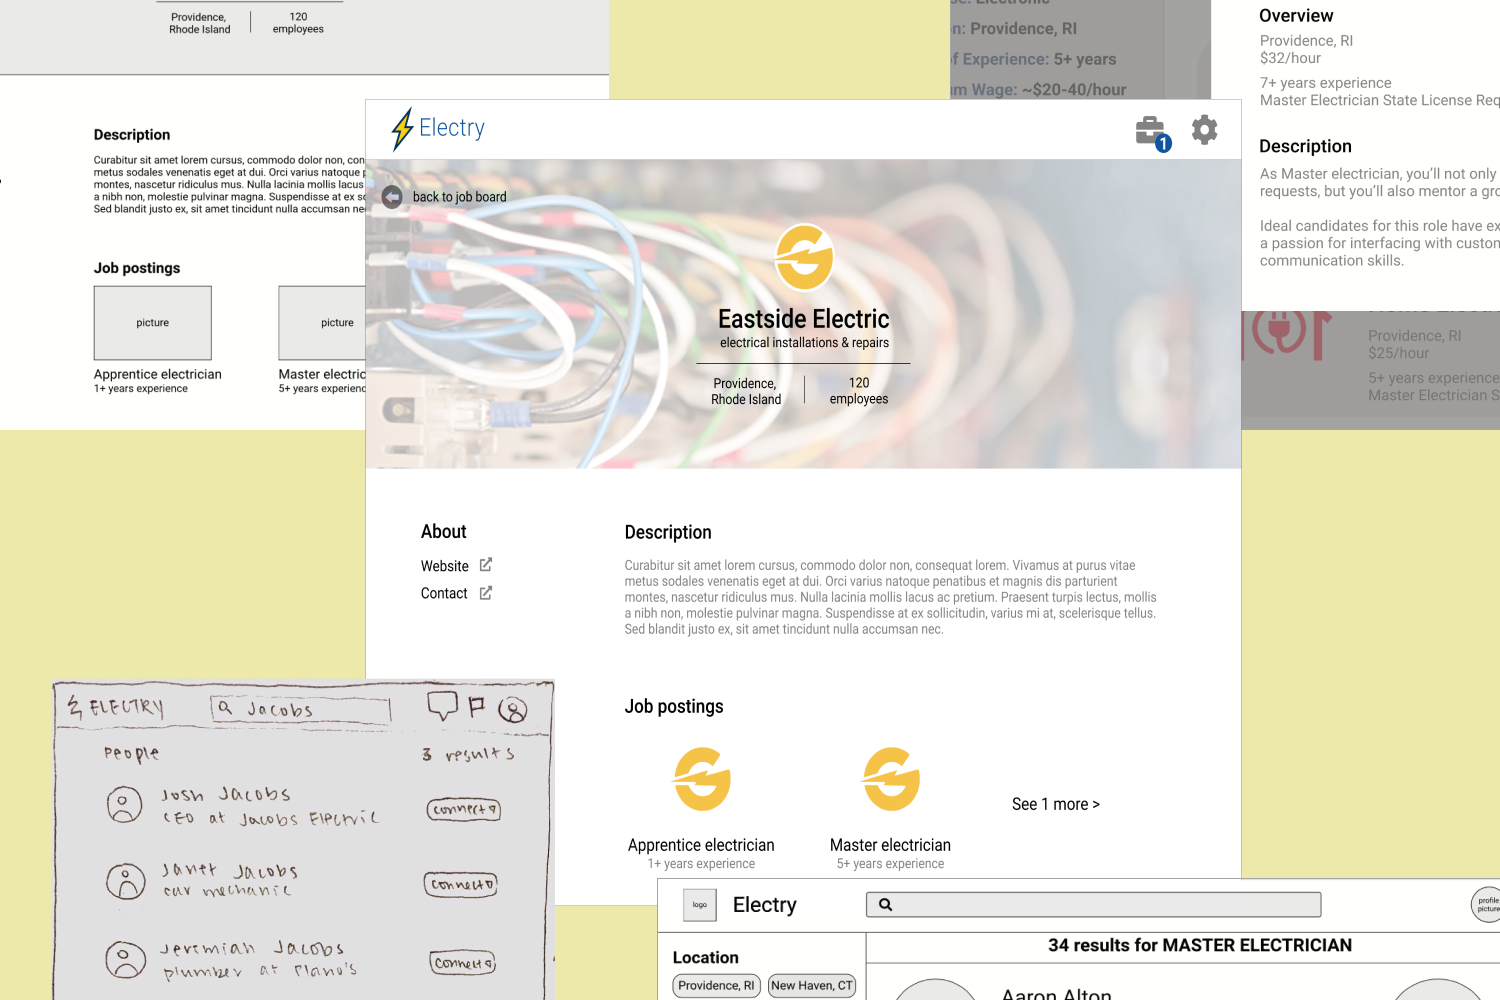 Providence,
Rhode Island
120
employees
Description
Curabitur sit amet lorem cursus, commodo dolor non, con
metus sodales venenatis eget at dui. Orci varius natoque p
montes, nascetur ridiculus mus. Nulla lacinia mollis lacus
a nibh non, molestie pulvinar magna. Suspendisse at ex so
Sed blandit justo ex, sit amet tincidunt nulla accumsan ne
Job postings
picture
picture
Apprentice electrician
1+ years experience
Master electric
5+ years experienc
Electronic
n: Providence, RI
f Experience: 5+ years
m Wage: ~$20-40/hour
Overview
Providence, RI
$32/hour
7+ years experience
Master Electrician State License Req
Description
As Master electrician, you'll not only
requests, but you'll also mentor a gro
Ideal candidates for this role have ex
a passion for interfacing with custon
communication skills.
Providence, RI
$25/hour
5+ years experience
Master Electrician S
Electry
1
back to job board
Eastside Electric
electrical installations & repairs
Providence,
Rhode Island
120
employees
About
Website
Contact
Description
Curabitur sit amet lorem cursus, commodo dolor non, consequat lorem. Vivamus at purus vitae
metus sodales venenatis eget at dui. Orci varius natoque penatibus et magnis dis parturient
montes, nascetur ridiculus mus. Nulla lacinia mollis lacus ac pretium. Praesent turpis lectus, mollis
a nibh non, molestie pulvinar magna. Suspendisse at ex sollicitudin, varius mi at, scelerisque tellus.
Sed blandit justo ex, sit amet tincidunt nulla accumsan nec.
Job postings
Apprentice electrician
1+ years experience
Master electrician
5+ years experience
See 1 more >
ELECTRY
Jacobs
People
3 results
Josh Jacobs
CEO at Jacobs Electric
connect
Janet Jacobs
car mechanic
connect
Jeremiah Jacobs
plumber at Plano's
connect
logo
Electry
profile
picture
34 results for MASTER ELECTRICIAN
Location
Providence, RI
New Haven, CT
Aaron Alton